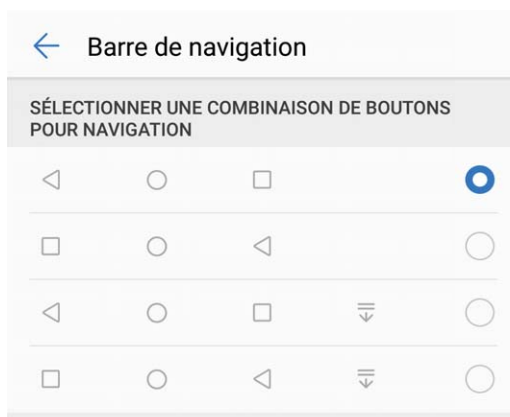 Barre de navigation
SÉLECTIONNER UNE COMBINAISON DE BOUTONS
POUR NAVIGATION